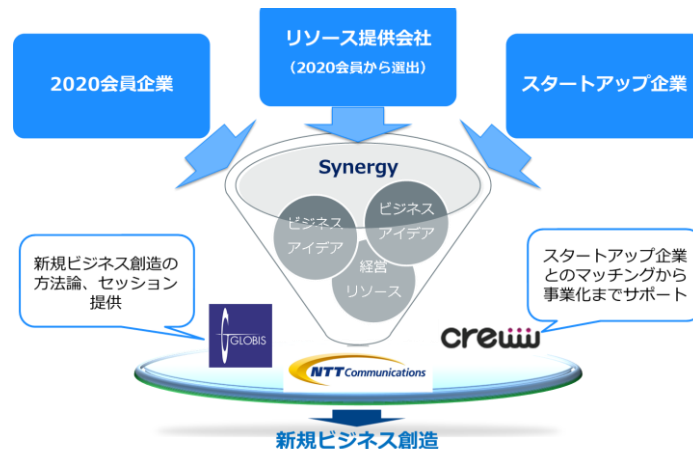 リソース提供会社
（2020会員から選出）
2020会員企業
スタートアップ企業
Synergy
ビジネス
アイデア
ビジネス
アイデア
経営
リソース
新規ビジネス創造の
方法論、セッション
提供
スタートアップ企業
とのマッチングから
事業化までサポート
GLOBIS
creww
NTT Communications
新規ビジネス創造